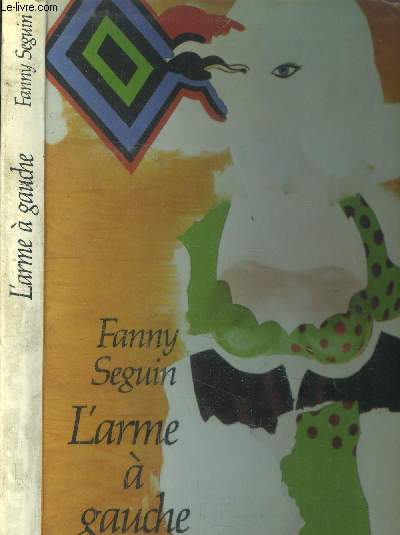 Le-livre.com
Fanny Seguin
L'arme à gauche
Fanny
Seguin
L'arme
à
gauche